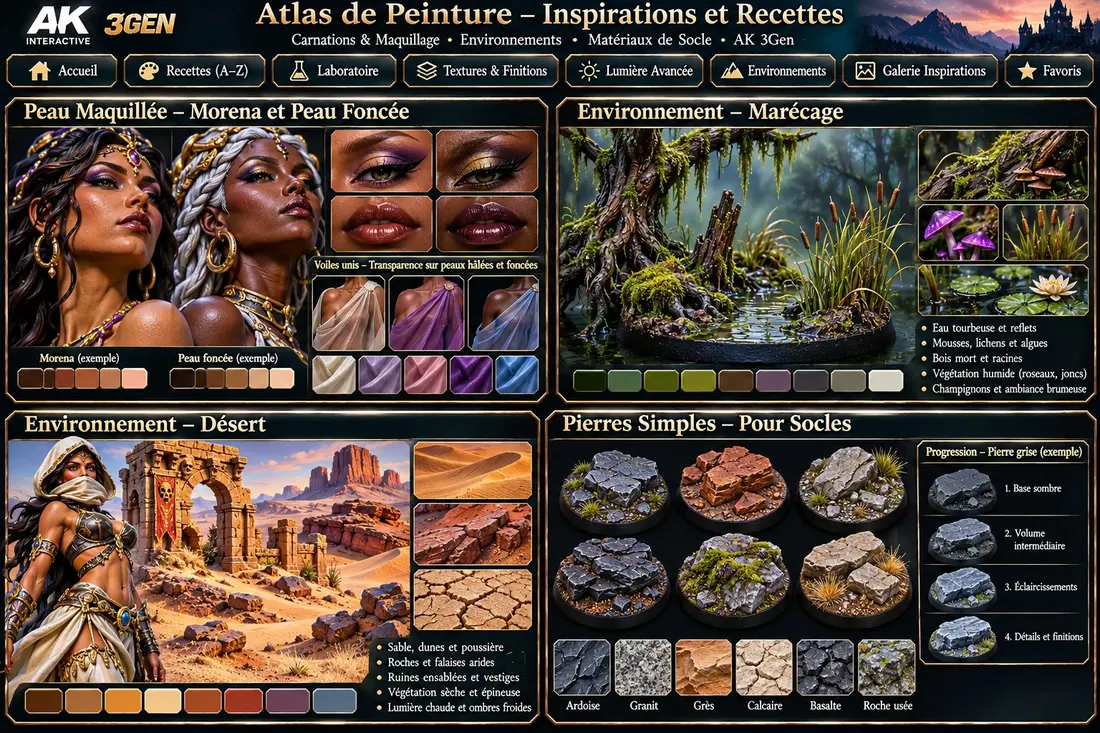 AK
INTERACTIVE
3GEN
Atlas de Peinture – Inspirations et Recettes
Carnations & Maquillage • Environnements • Matériaux de Socle • AK 3Gen
Accueil
Recettes (A–Z)
Laboratoire
Textures & Finitions
Lumière Avancée
Environnements
Galerie Inspirations
Favoris
Peau Maquillée – Morena et Peau Foncée
Voiles unis – Transparence sur peaux hâlées et foncées
Morena (exemple)
Peau foncée (exemple)
Environnement – Marécage
• Eau tourbeuse et reflets
• Mousses, lichens et algues
• Bois mort et racines
• Végétation humide (roseaux, joncs)
• Champignons et ambiance brumeuse
Environnement – Désert
• Sable, dunes et poussière
• Roches et falaises arides
• Ruines ensablées et vestiges
• Végétation sèche et épineuse
• Lumière chaude et ombres froides
Pierres Simples – Pour Socles
Progression – Pierre grise (exemple)
1. Base sombre
2. Volume
intermédiaire
3. Éclaircissements
4. Détails et finitions
Ardoise
Granit
Grès
Calcaire
Basalte
Roche usée